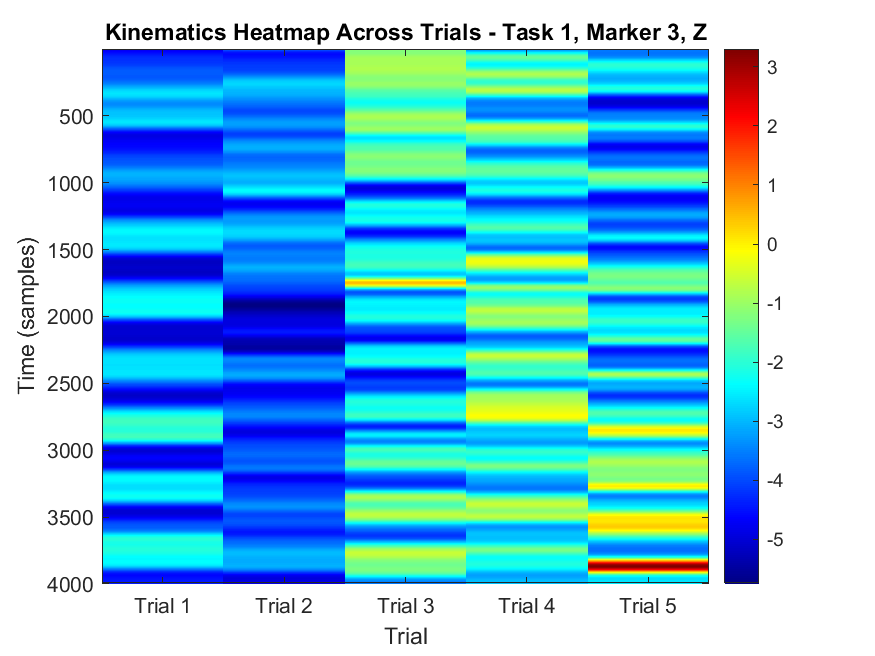 Kinematics Heatmap Across Trials - Task 1, Marker 3, Z
500
1000
1500
2000
2500
3000
3500
4000
Time (samples)
Trial 1
Trial 2
Trial 3
Trial 4
Trial 5
Trial
3
2
1
0
-1
-2
-3
-4
-5